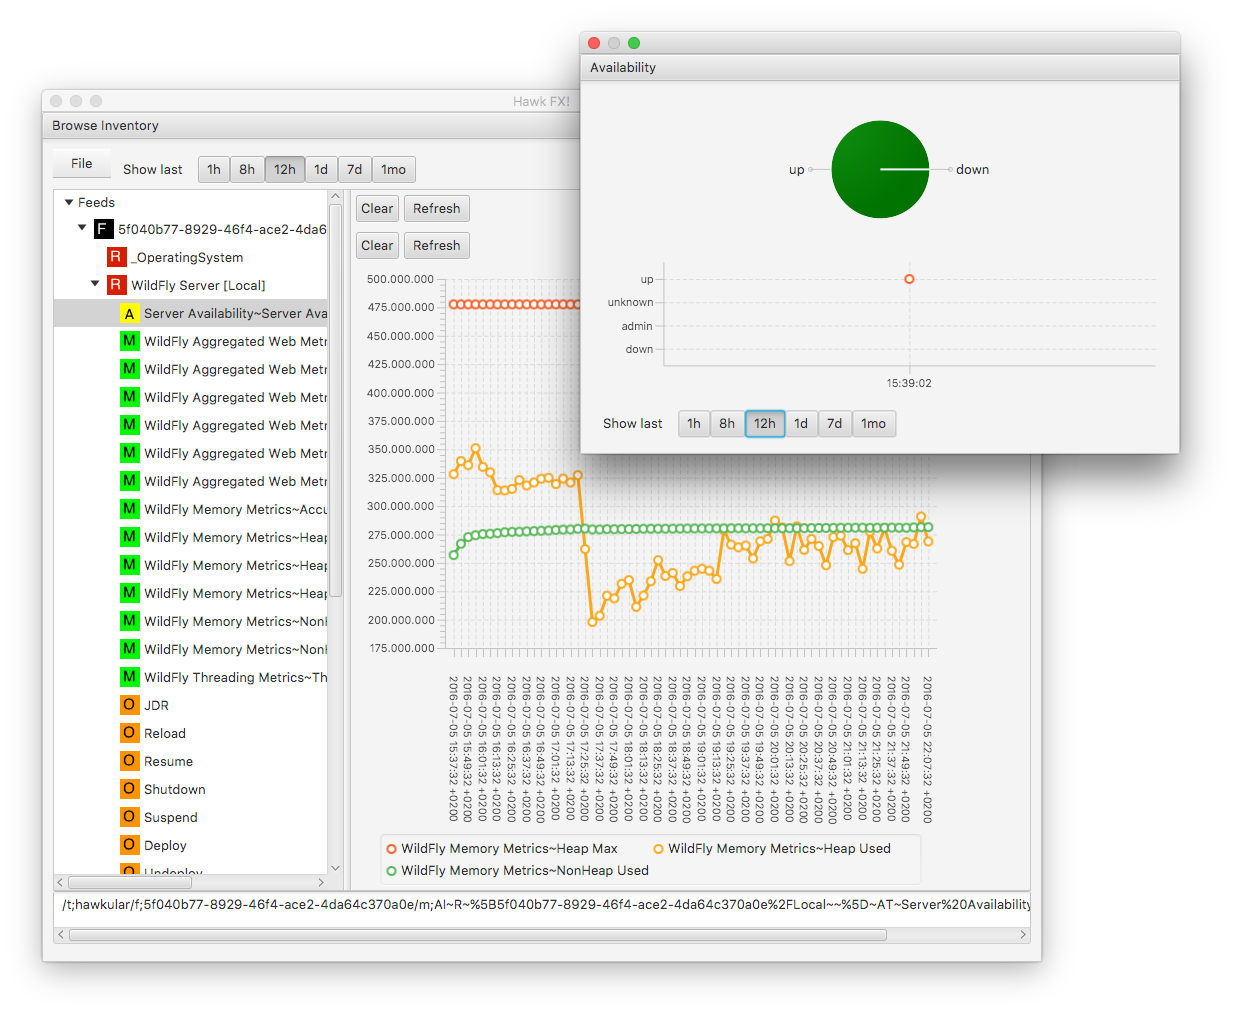 Availability
up
down
up
unknown
admin
down
15:39:02
Show last 1h 8h 12h 1d 7d 1mo
Hawk FX!
Browse Inventory
File Show last 1h 8h 12h 1d 7d 1mo
Feeds
F 5f040b77-8929-46f4-ace2-4da6
R _OperatingSystem
R WildFly Server [Local]
A Server Availability~Server Ava
M WildFly Aggregated Web Metr
M WildFly Aggregated Web Metr
M WildFly Aggregated Web Metr
M WildFly Aggregated Web Metr
M WildFly Aggregated Web Metr
M WildFly Aggregated Web Metr
M WildFly Memory Metrics~Accu
M WildFly Memory Metrics~Heap
M WildFly Memory Metrics~Heap
M WildFly Memory Metrics~Heap
M WildFly Memory Metrics~NonH
M WildFly Memory Metrics~NonH
M WildFly Threading Metrics~Th
O JDR
O Reload
O Resume
O Shutdown
O Suspend
O Deploy
O Undeploy
Clear Refresh
Clear Refresh
500.000.000
475.000.000
450.000.000
425.000.000
400.000.000
375.000.000
350.000.000
325.000.000
300.000.000
275.000.000
250.000.000
225.000.000
200.000.000
175.000.000
2016-07-05 15:37:32 +0200
2016-07-05 15:49:32 +0200
2016-07-05 16:01:32 +0200
2016-07-05 16:13:32 +0200
2016-07-05 16:25:32 +0200
2016-07-05 16:37:32 +0200
2016-07-05 16:49:32 +0200
2016-07-05 17:01:32 +0200
2016-07-05 17:13:32 +0200
2016-07-05 17:25:32 +0200
2016-07-05 17:37:32 +0200
2016-07-05 17:49:32 +0200
2016-07-05 18:01:32 +0200
2016-07-05 18:13:32 +0200
2016-07-05 18:25:32 +0200
2016-07-05 18:37:32 +0200
2016-07-05 18:49:32 +0200
2016-07-05 19:01:32 +0200
2016-07-05 19:13:32 +0200
2016-07-05 19:25:32 +0200
2016-07-05 19:37:32 +0200
2016-07-05 19:49:32 +0200
2016-07-05 20:01:32 +0200
2016-07-05 20:13:32 +0200
2016-07-05 20:25:32 +0200
2016-07-05 20:37:32 +0200
2016-07-05 20:49:32 +0200
2016-07-05 21:01:32 +0200
2016-07-05 21:13:32 +0200
2016-07-05 21:25:32 +0200
2016-07-05 21:37:32 +0200
2016-07-05 21:49:32 +0200
2016-07-05 22:07:32 +0200
WildFly Memory Metrics~Heap Max WildFly Memory Metrics~Heap Used
WildFly Memory Metrics~NonHeap Used
/t;hawkular/f;5f040b77-8929-46f4-ace2-4da64c370a0e/m;AI~R~%5B5f040b77-8929-46f4-ace2-4da64c370a0e%2FLocal~~%5D~AT~Server%20Availability